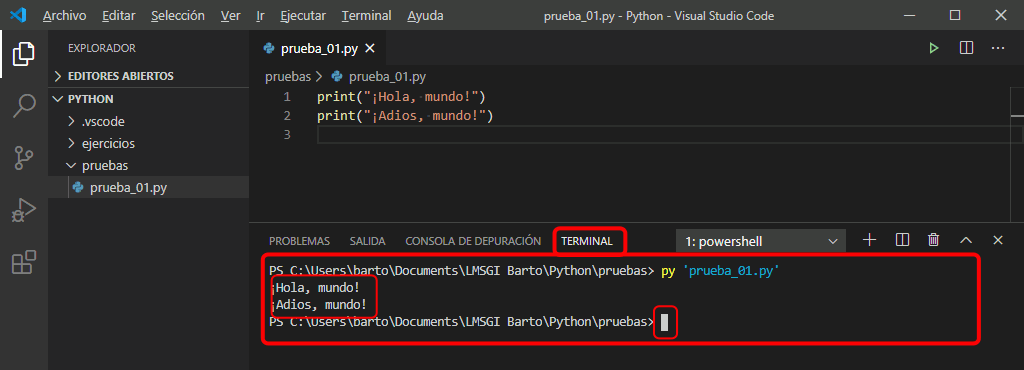 Archivo Editar Selección Ver Ir Ejecutar Terminal Ayuda prueba_01.py - Python - Visual Studio Code
EXPLORADOR
EDITORES ABIERTOS
PYTHON
.vscode
ejercicios
pruebas
prueba_01.py
prueba_01.py
pruebas > prueba_01.py
1 print("¡Hola, mundo!")
2 print("¡Adios, mundo!")
3
PROBLEMAS SALIDA CONSOLA DE DEPURACIÓN TERMINAL 1: powershell
PS C:\Users\barto\Documents\LMSGI Barto\Python\pruebas> py 'prueba_01.py'
¡Hola, mundo!
¡Adios, mundo!
PS C:\Users\barto\Documents\LMSGI Barto\Python\pruebas>